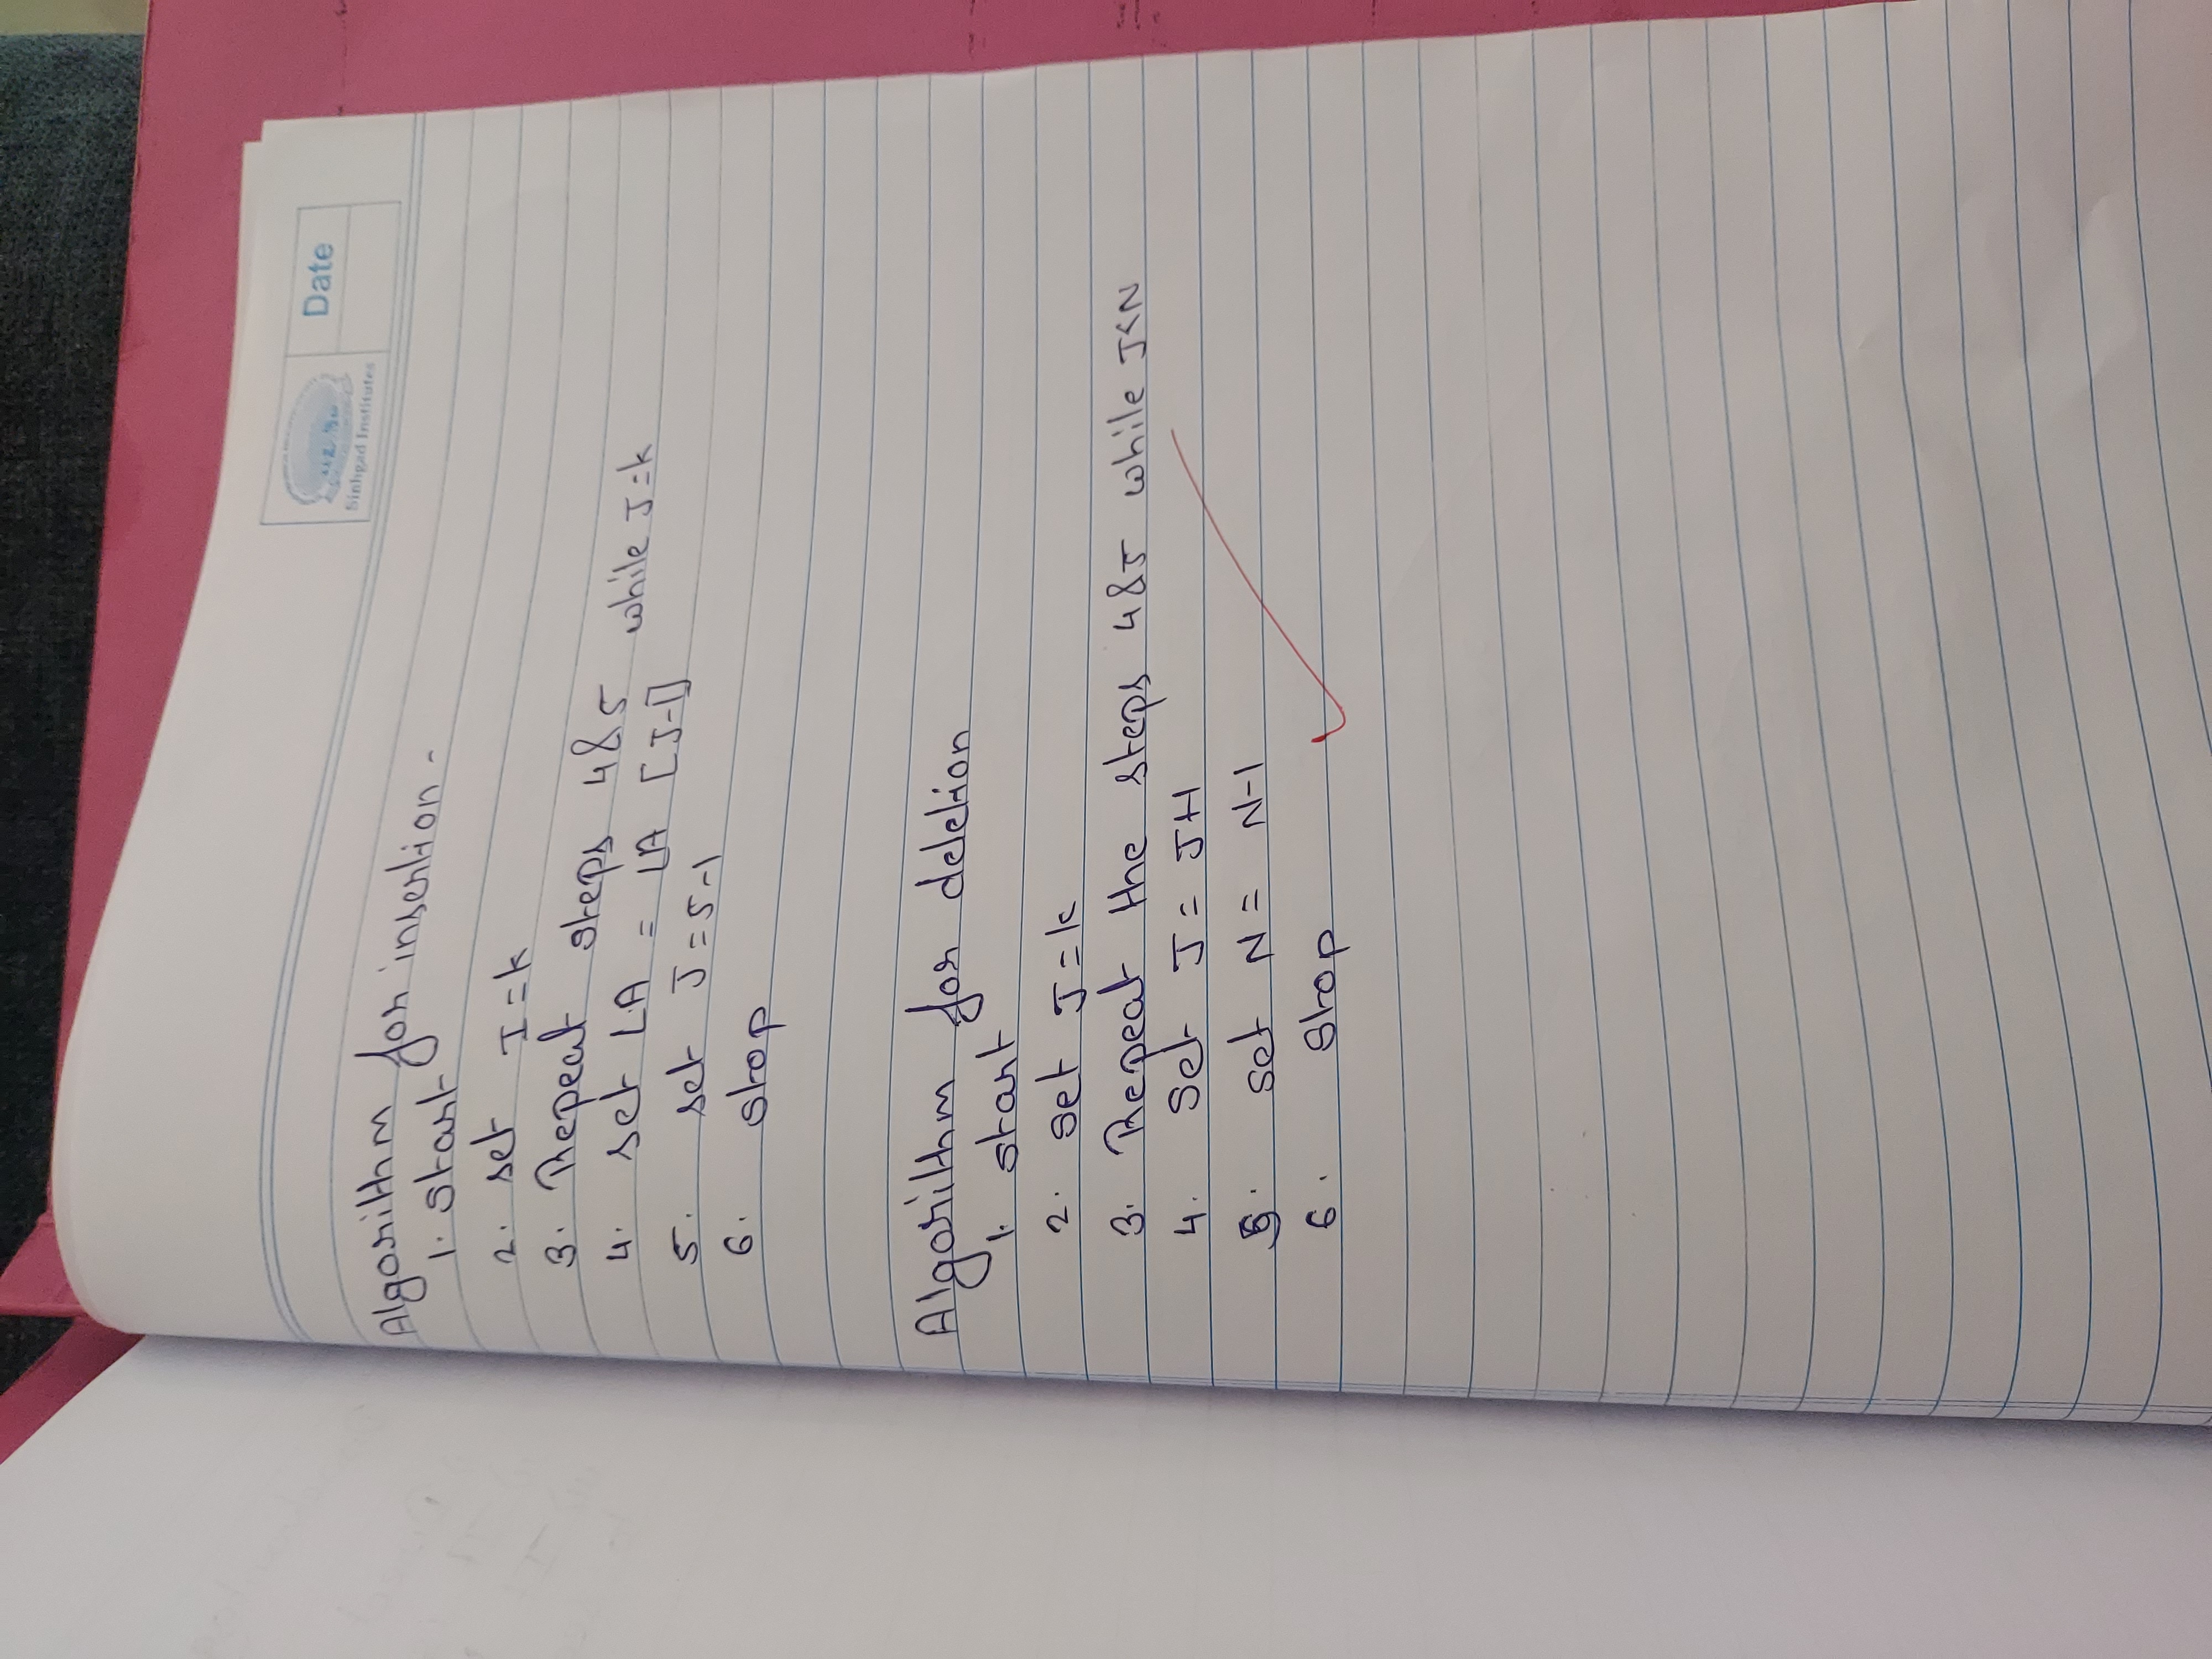 Date
Sinhgad Institutes
Algorithm for insertion -
1. Start
2. set I = k
3. Repeat steps 4&5 while J = k
4. set LA = LA [J-1]
5. set J = 5-1
6. stop
Algorithm for deletion
1. start
2. set J = k
3. Repeat the steps 4&5 while J<N
4. Set J = J+1
5. set N = N-1
6. Stop